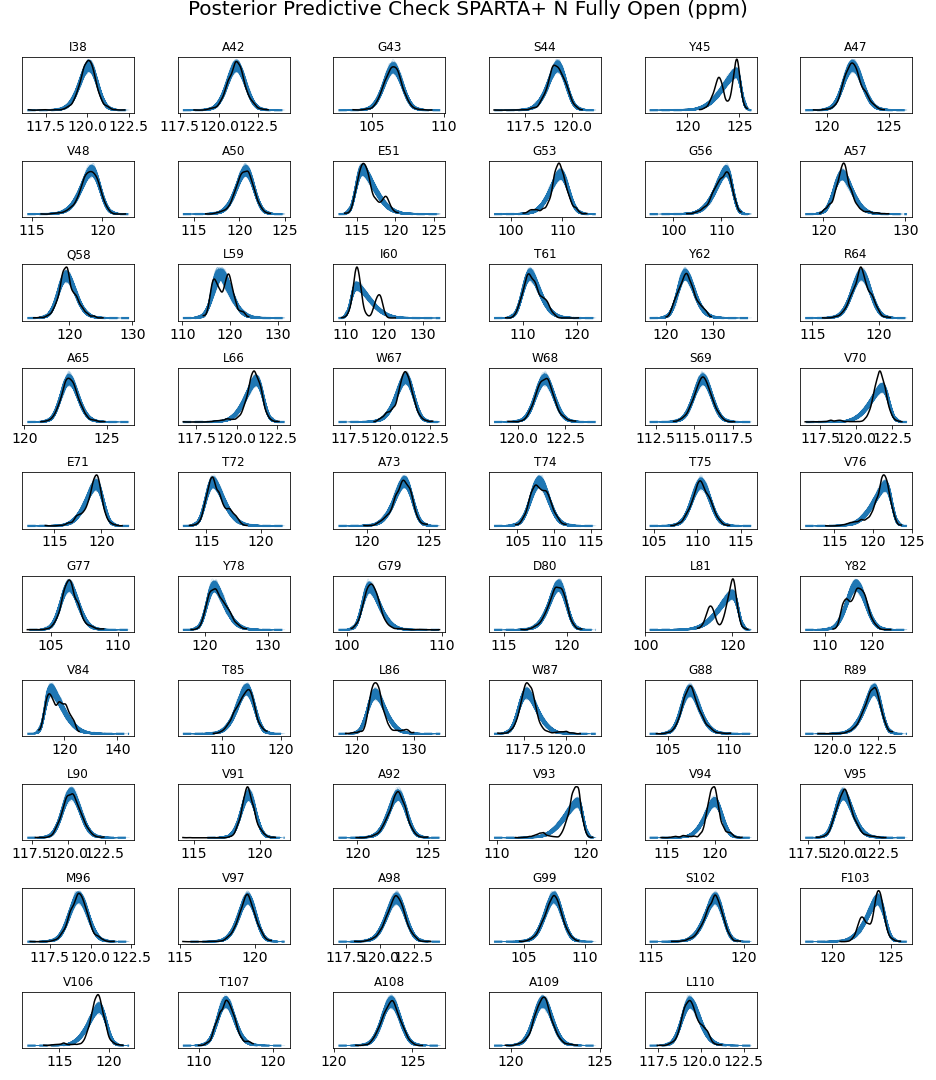 Posterior Predictive Check SPARTA+ N Fully Open (ppm)
I38 A42 G43 S44 Y45 A47
117.5 120.0 122.5 117.5 120.0 122.5 105 110 117.5 120.0 120 125 120 125
V48 A50 E51 G53 G56 A57
115 120 115 120 125 115 120 125 100 110 100 110 120 130
Q58 L59 I60 T61 Y62 R64
120 130 110 120 130 110 120 130 110 120 120 130 115 120
A65 L66 W67 W68 S69 V70
120 125 117.5 120.0 122.5 117.5 120.0 122.5 120.0 122.5 112.5 115.0 117.5 117.5 120.0 122.5
E71 T72 A73 T74 T75 V76
115 120 115 120 120 125 105 110 115 105 110 115 115 120 125
G77 Y78 G79 D80 L81 Y82
105 110 120 130 100 110 115 120 100 120 110 120
V84 T85 L86 W87 G88 R89
120 140 110 120 120 130 117.5 120.0 105 110 120.0 122.5
L90 V91 A92 V93 V94 V95
117.5 120.0 122.5 115 120 120 125 110 120 115 120 117.5 120.0 122.5
M96 V97 A98 G99 S102 F103
117.5 120.0 122.5 115 120 117.5 120.0 122.5 105 110 115 120 120 125
V106 T107 A108 A109 L110
115 120 110 120 120 125 120 125 117.5 120.0 122.5